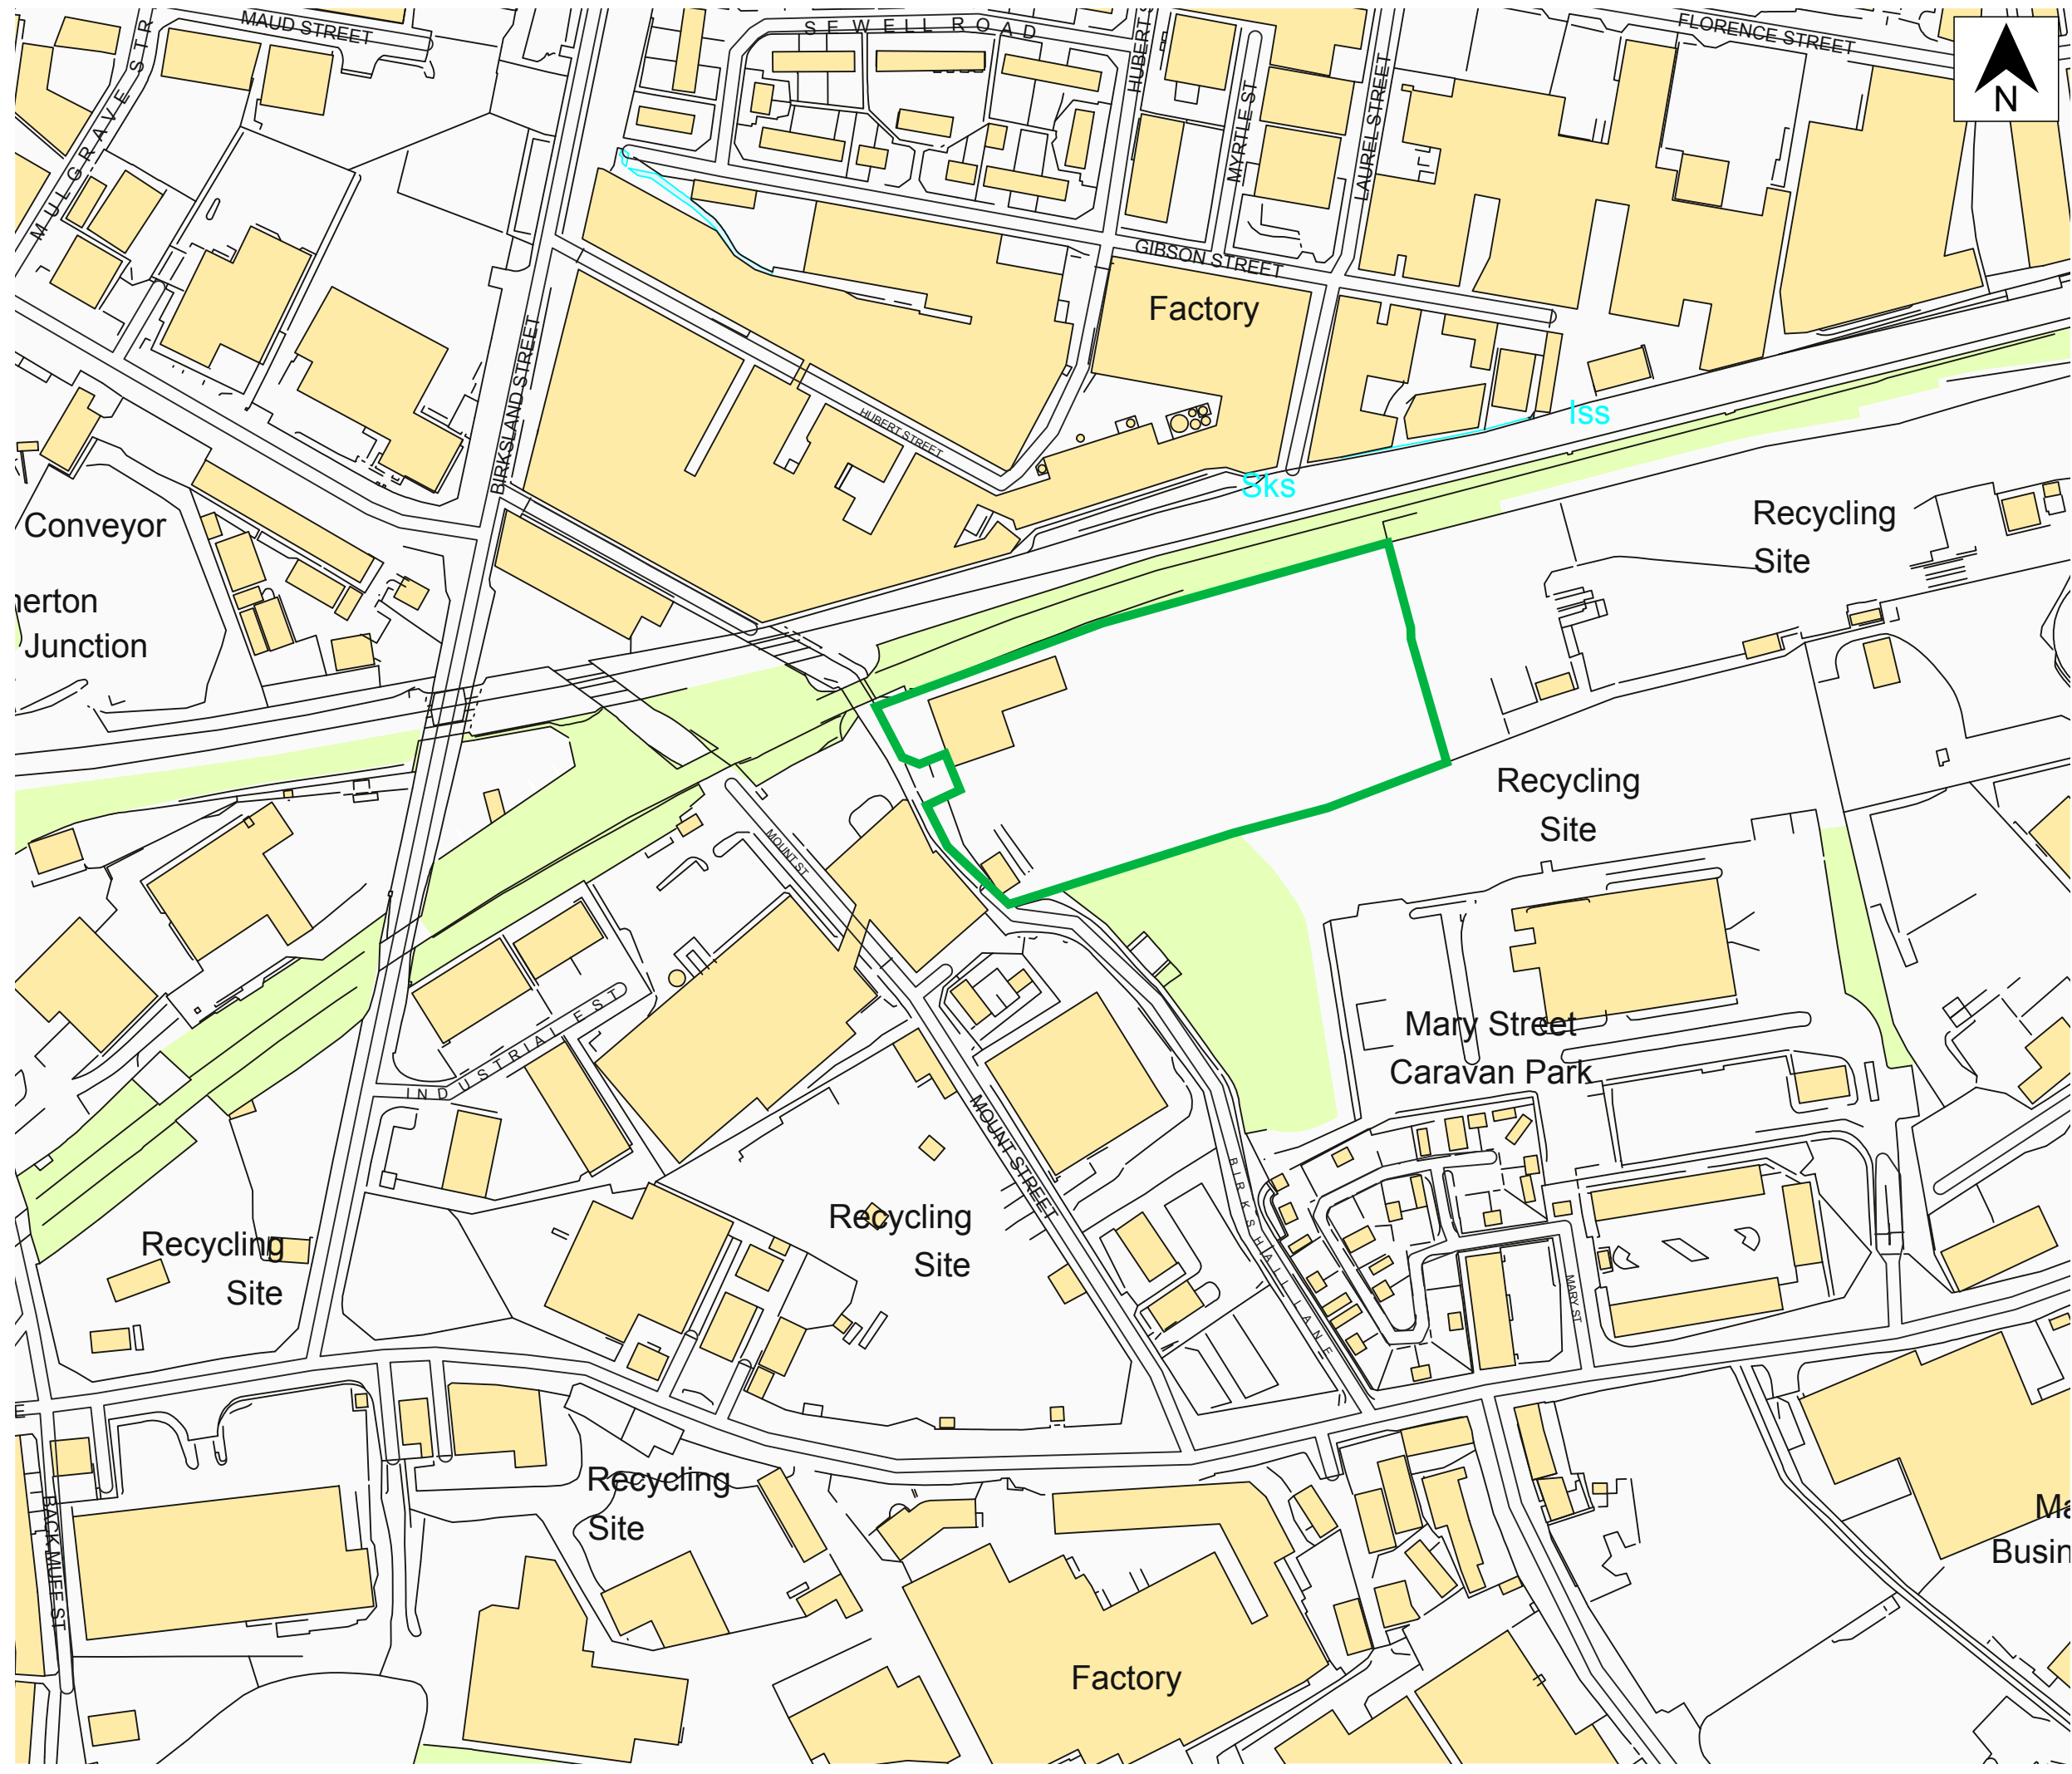 MAUD STREET
SEWELL ROAD
FLORENCE STREET
N
MULGRAVE STR
HUBERT S
MYRTLE ST
LAUREL STREET
GIBSON STREET
Factory
BIRKSLAND STREET
HUBERT STREET
Iss
Sks
Conveyor
Recycling
Site
herton
Junction
Recycling
Site
MOUNT ST
INDUSTRIAL EST
Mary Street
Caravan Park
MOUNT STREET
BIRKSHALL LANE
Recycling
Site
Recycling
Site
MARY ST
E
Recycling
Site
BACK MUFF ST
Ma
Busin
Factory